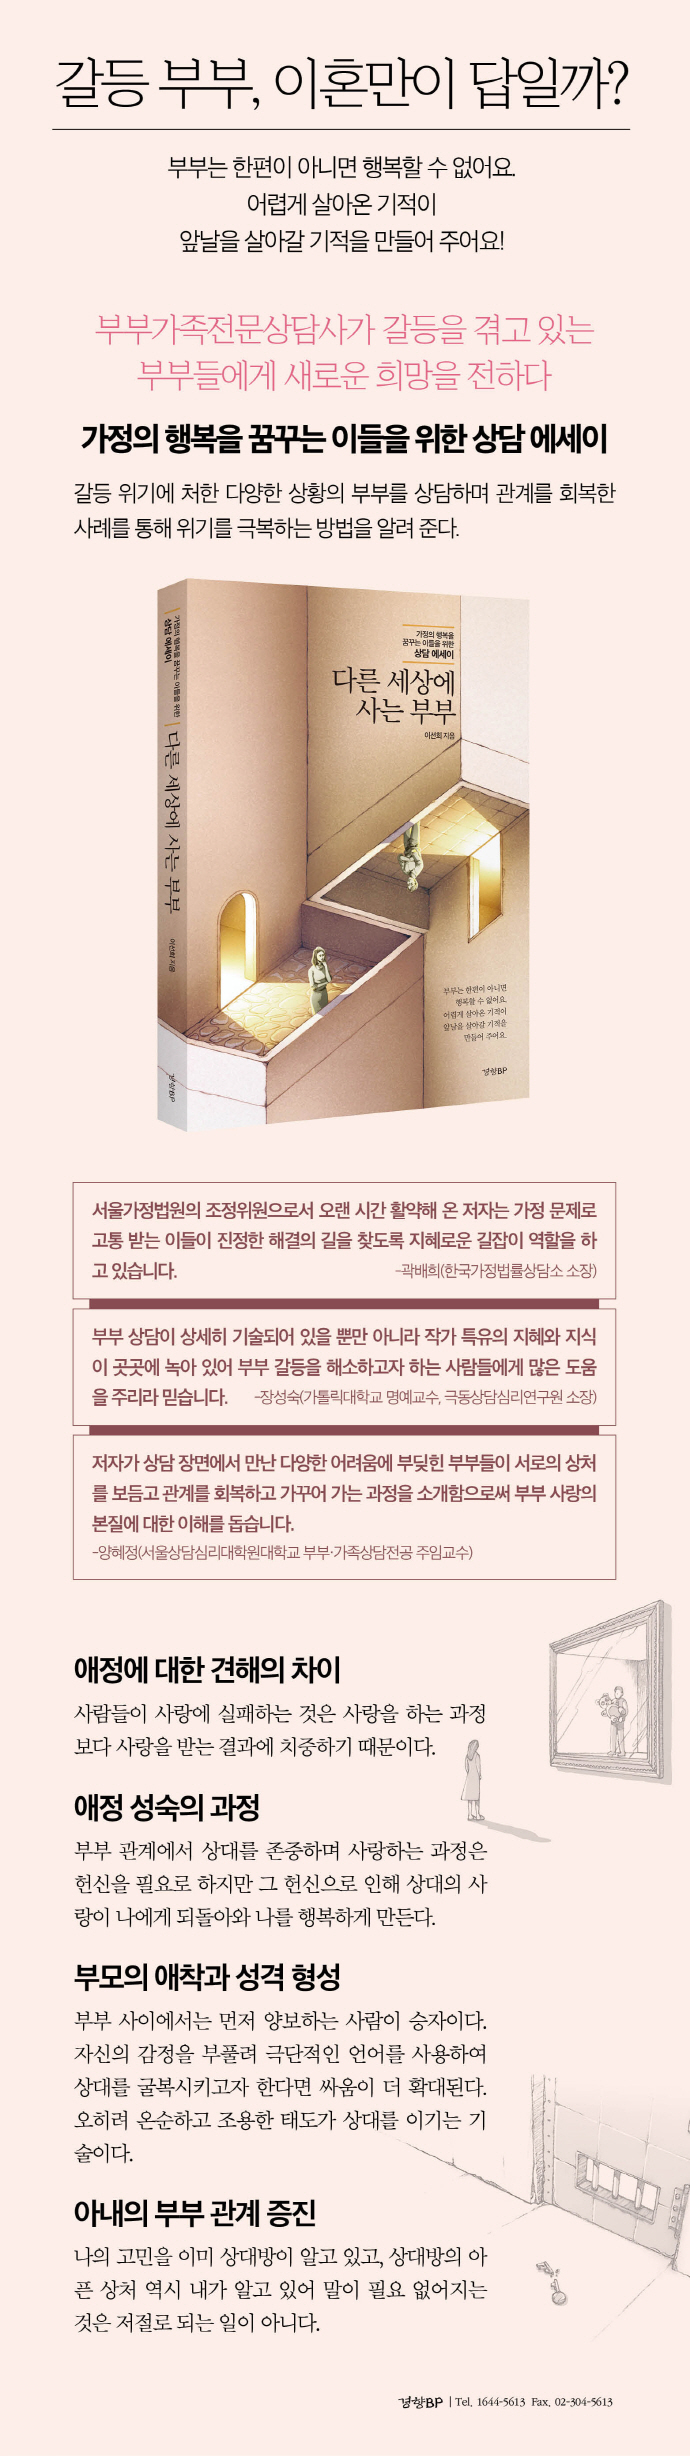 갈등 부부, 이혼만이 답일까?
부부는 한편이 아니면 행복할 수 없어요.
어렵게 살아온 기적이
앞날을 살아갈 기적을 만들어 주어요!
부부가족전문상담사가 갈등을 겪고 있는
부부들에게 새로운 희망을 전하다
가정의 행복을 꿈꾸는 이들을 위한 상담 에세이
갈등 위기에 처한 다양한 상황의 부부를 상담하며 관계를 회복한
사례를 통해 위기를 극복하는 방법을 알려 준다.
가정의 행복을 꿈꾸는 이들을 위한
상담 에세이
다른 세상에 사는 부부
이선희 지음
경향BP
가정의 행복을
꿈꾸는 이들을 위한
상담 에세이
다른 세상에
사는 부부
이선희 지음
부부는 한편이 아니면
행복할 수 없어요.
어렵게 살아온 기적이
앞날을 살아갈 기적을
만들어 주어요.
경향BP
서울가정법원의 조정위원으로서 오랜 시간 활약해 온 저자는 가정 문제로
고통 받는 이들이 진정한 해결의 길을 찾도록 지혜로운 길잡이 역할을 하
고 있습니다. -곽배희(한국가정법률상담소 소장)
부부 상담이 상세히 기술되어 있을 뿐만 아니라 작가 특유의 지혜와 지식
이 곳곳에 녹아 있어 부부 갈등을 해소하고자 하는 사람들에게 많은 도움
을 주리라 믿습니다. -장성숙(가톨릭대학교 명예교수, 극동상담심리연구원 소장)
저자가 상담 장면에서 만난 다양한 어려움에 부딪힌 부부들이 서로의 상처
를 보듬고 관계를 회복하고 가꾸어 가는 과정을 소개함으로써 부부 사랑의
본질에 대한 이해를 돕습니다.
-양혜정(서울상담심리대학원대학교 부부·가족상담전공 주임교수)
애정에 대한 견해의 차이
사람들이 사랑에 실패하는 것은 사랑을 하는 과정
보다 사랑을 받는 결과에 치중하기 때문이다.
애정 성숙의 과정
부부 관계에서 상대를 존중하며 사랑하는 과정은
헌신을 필요로 하지만 그 헌신으로 인해 상대의 사
랑이 나에게 되돌아와 나를 행복하게 만든다.
부모의 애착과 성격 형성
부부 사이에서는 먼저 양보하는 사람이 승자이다.
자신의 감정을 부풀려 극단적인 언어를 사용하여
상대를 굴복시키고자 한다면 싸움이 더 확대된다.
오히려 온순하고 조용한 태도가 상대를 이기는 기
술이다.
아내의 부부 관계 증진
나의 고민을 이미 상대방이 알고 있고, 상대방의 아
픈 상처 역시 내가 알고 있어 말이 필요 없어지는
것은 저절로 되는 일이 아니다.
경향BP | Tel. 1644-5613 Fax. 02-304-5613